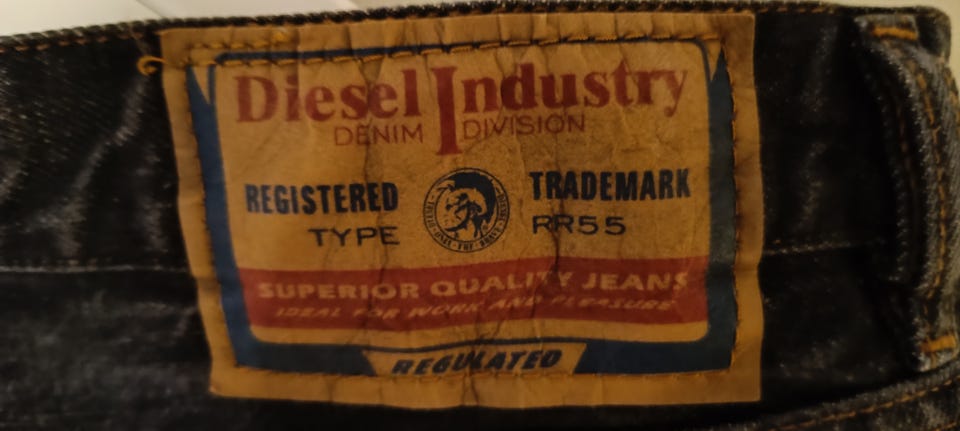 Diesel Industry
DENIM DIVISION
REGISTERED TRADEMARK
TYPE RR55
SUPERIOR QUALITY JEANS
IDEAL FOR WORK AND PLEASURE
REGULATED